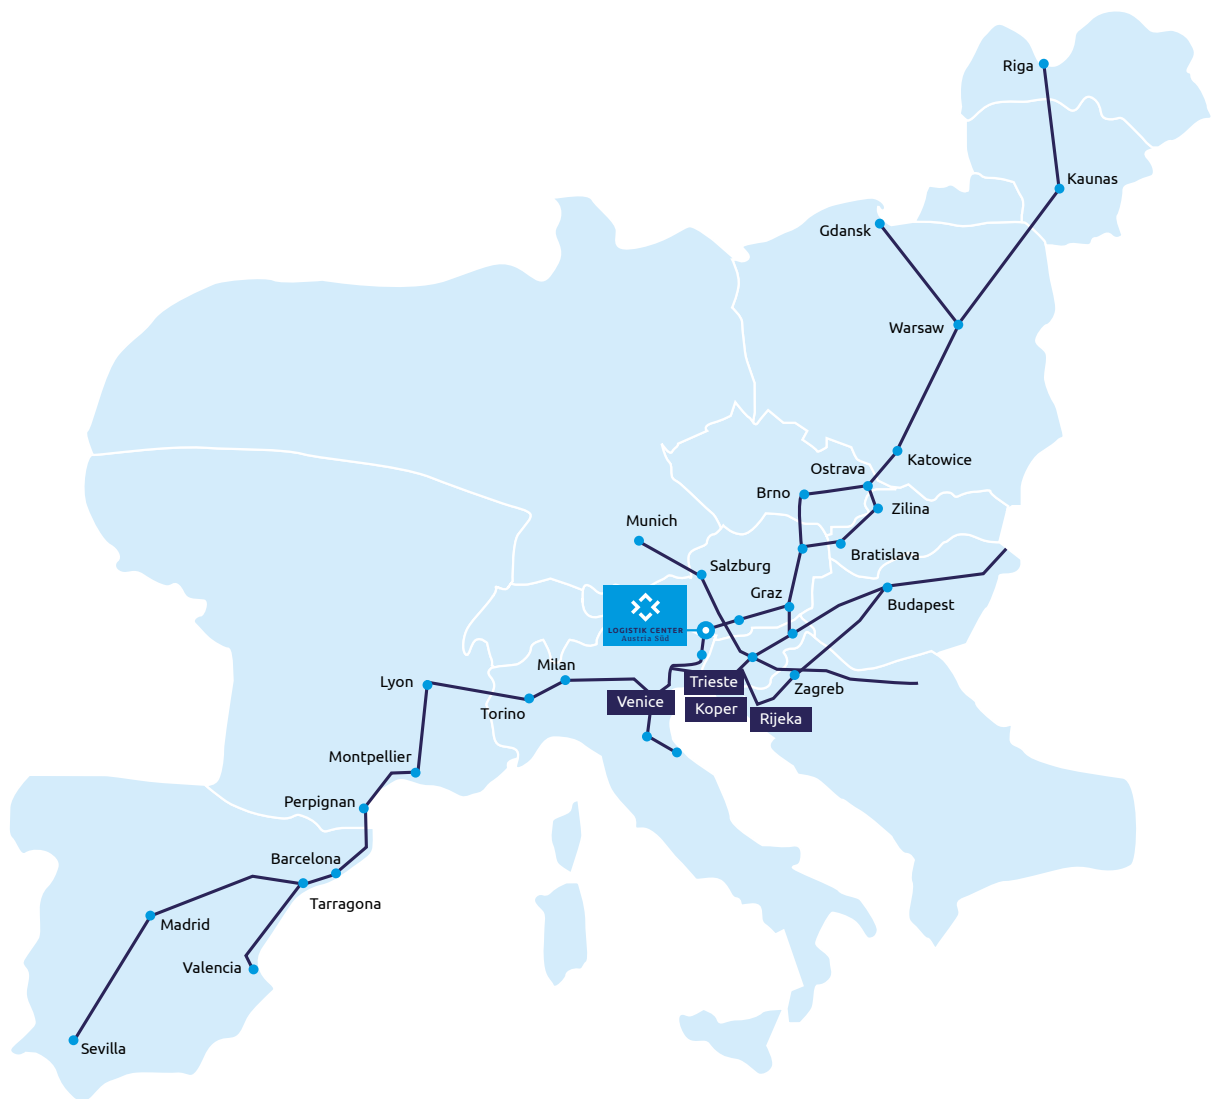 Riga
Kaunas
Gdansk
Warsaw
Katowice
Ostrava
Brno
Zilina
Munich
Bratislava
Salzburg
Graz
Budapest
LOGISTIK CENTER
Austria Süd
Milan
Lyon
Trieste
Zagreb
Venice
Koper
Torino
Rijeka
Montpellier
Perpignan
Barcelona
Tarragona
Madrid
Valencia
Sevilla